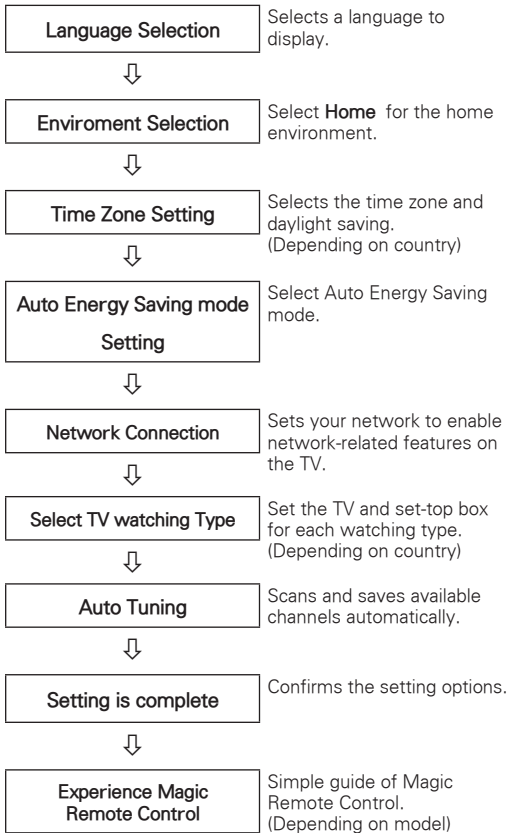 Language Selection
Selects a language to
display.
Enviroment Selection
Select Home for the home
environment.
Time Zone Setting
Selects the time zone and
daylight saving.
(Depending on country)
Auto Energy Saving mode
Setting
Select Auto Energy Saving
mode.
Network Connection
Sets your network to enable
network-related features on
the TV.
Select TV watching Type
Set the TV and set-top box
for each watching type.
(Depending on country)
Auto Tuning
Scans and saves available
channels automatically.
Setting is complete
Confirms the setting options.
Experience Magic
Remote Control
Simple guide of Magic
Remote Control.
(Depending on model)